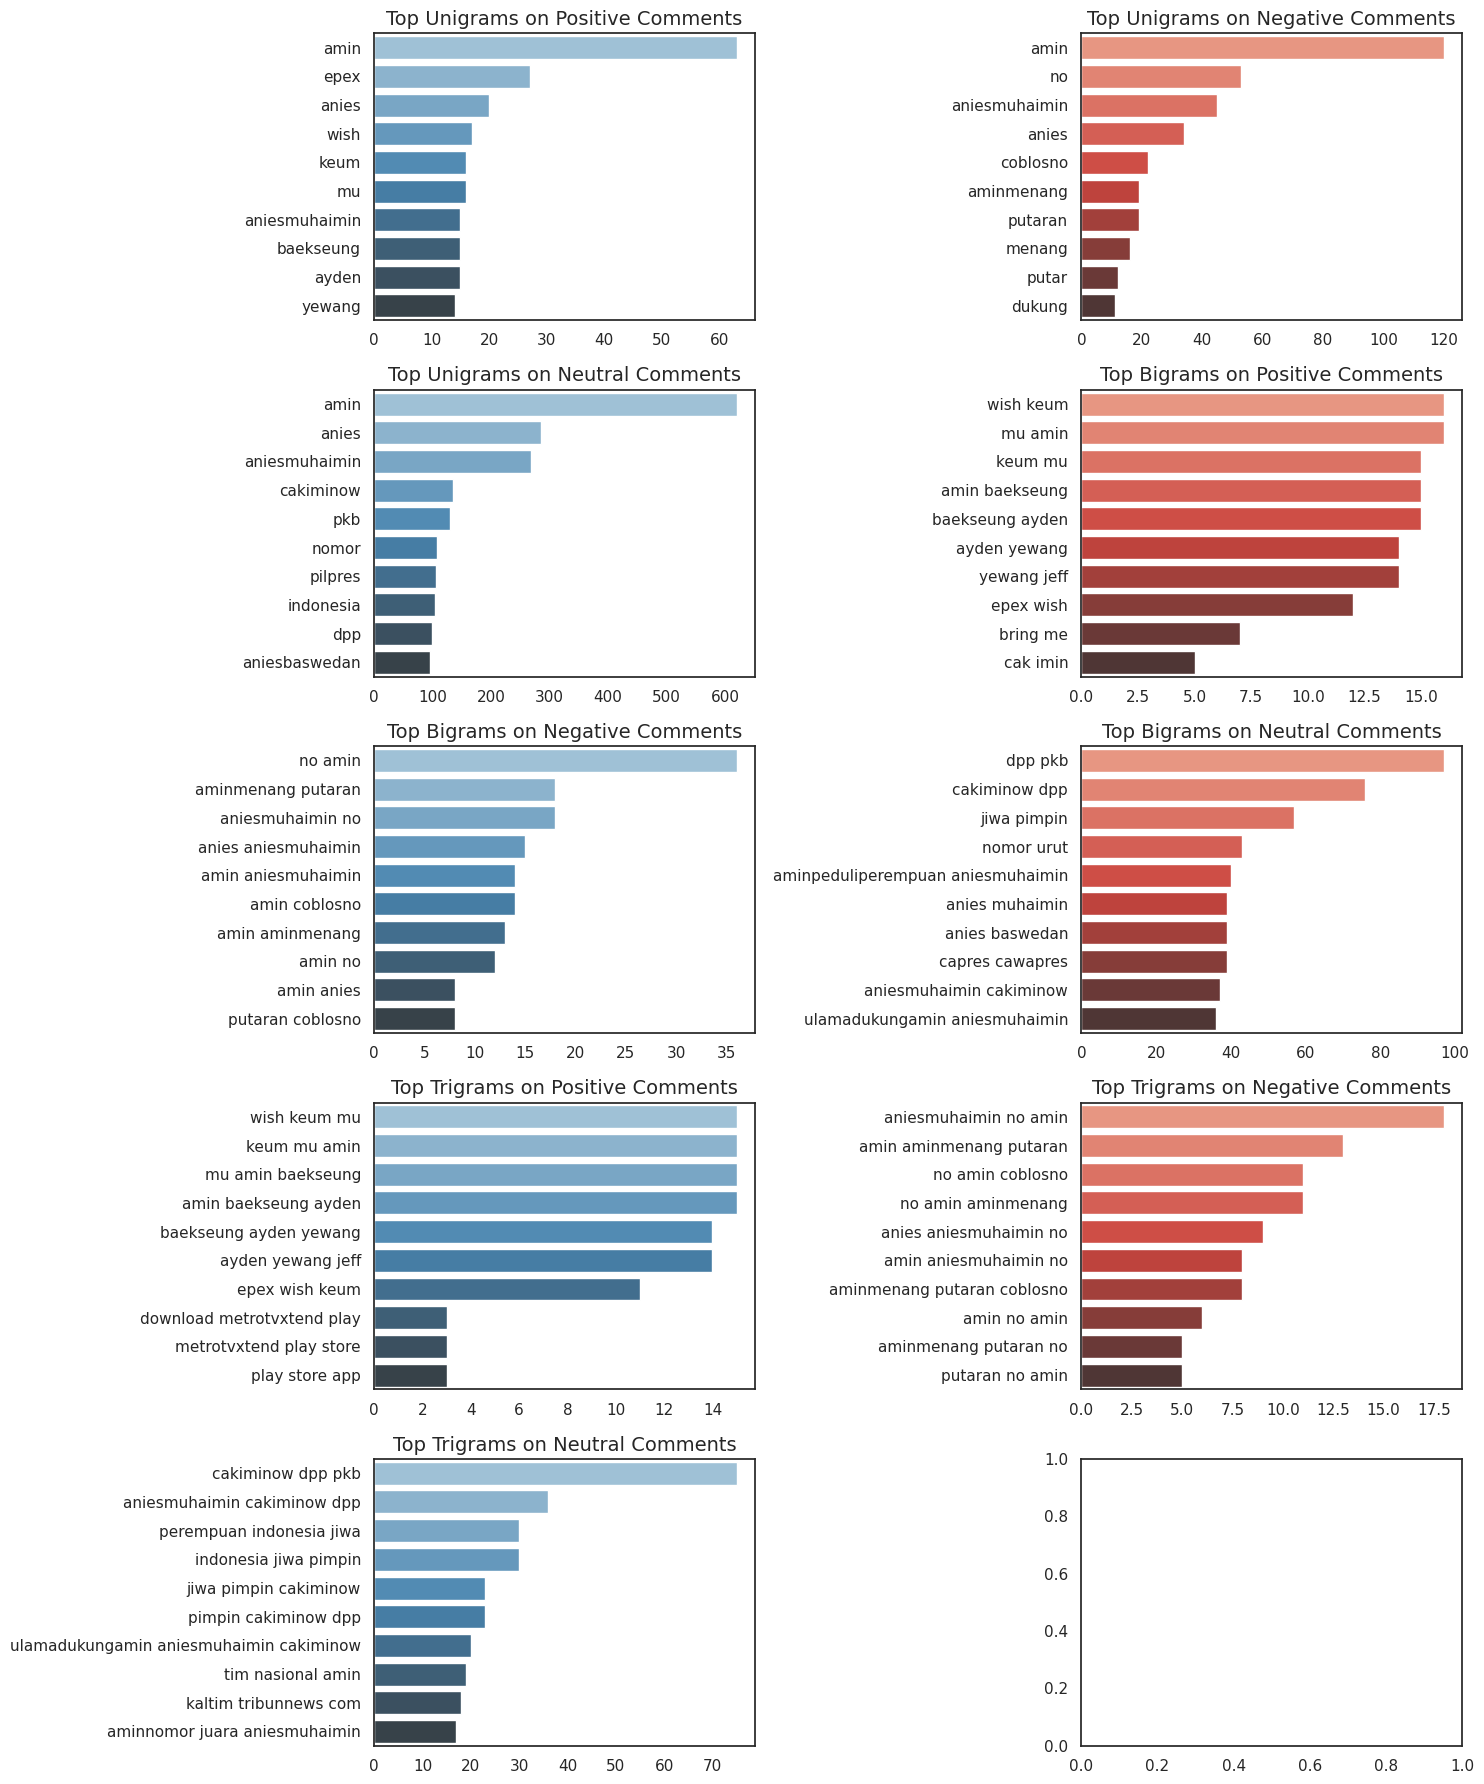 Top Unigrams on Positive Comments
amin
epex
anies
wish
keum
mu
aniesmuhaimin
baekseung
ayden
yewang
0 10 20 30 40 50 60
Top Unigrams on Negative Comments
amin
no
aniesmuhaimin
anies
coblosno
aminmenang
putaran
menang
putar
dukung
0 20 40 60 80 100 120
Top Unigrams on Neutral Comments
amin
anies
aniesmuhaimin
cakiminow
pkb
nomor
pilpres
indonesia
dpp
aniesbaswedan
0 100 200 300 400 500 600
Top Bigrams on Positive Comments
wish keum
mu amin
keum mu
amin baekseung
baekseung ayden
ayden yewang
yewang jeff
epex wish
bring me
cak imin
0.0 2.5 5.0 7.5 10.0 12.5 15.0
Top Bigrams on Negative Comments
no amin
aminmenang putaran
aniesmuhaimin no
anies aniesmuhaimin
amin aniesmuhaimin
amin coblosno
amin aminmenang
amin no
amin anies
putaran coblosno
0 5 10 15 20 25 30 35
Top Bigrams on Neutral Comments
dpp pkb
cakiminow dpp
jiwa pimpin
nomor urut
aminpeduliperempuan aniesmuhaimin
anies muhaimin
anies baswedan
capres cawapres
aniesmuhaimin cakiminow
ulamadukungamin aniesmuhaimin
0 20 40 60 80 100
Top Trigrams on Positive Comments
wish keum mu
keum mu amin
mu amin baekseung
amin baekseung ayden
baekseung ayden yewang
ayden yewang jeff
epex wish keum
download metrotvxtend play
metrotvxtend play store
play store app
0 2 4 6 8 10 12 14
Top Trigrams on Negative Comments
aniesmuhaimin no amin
amin aminmenang putaran
no amin coblosno
no amin aminmenang
anies aniesmuhaimin no
amin aniesmuhaimin no
aminmenang putaran coblosno
amin no amin
aminmenang putaran no
putaran no amin
0.0 2.5 5.0 7.5 10.0 12.5 15.0 17.5
Top Trigrams on Neutral Comments
cakiminow dpp pkb
aniesmuhaimin cakiminow dpp
perempuan indonesia jiwa
indonesia jiwa pimpin
jiwa pimpin cakiminow
pimpin cakiminow dpp
ulamadukungamin aniesmuhaimin cakiminow
tim nasional amin
kaltim tribunnews com
aminnomor juara aniesmuhaimin
0 10 20 30 40 50 60 70
1.0
0.8
0.6
0.4
0.2
0.0
0.0 0.2 0.4 0.6 0.8 1.0